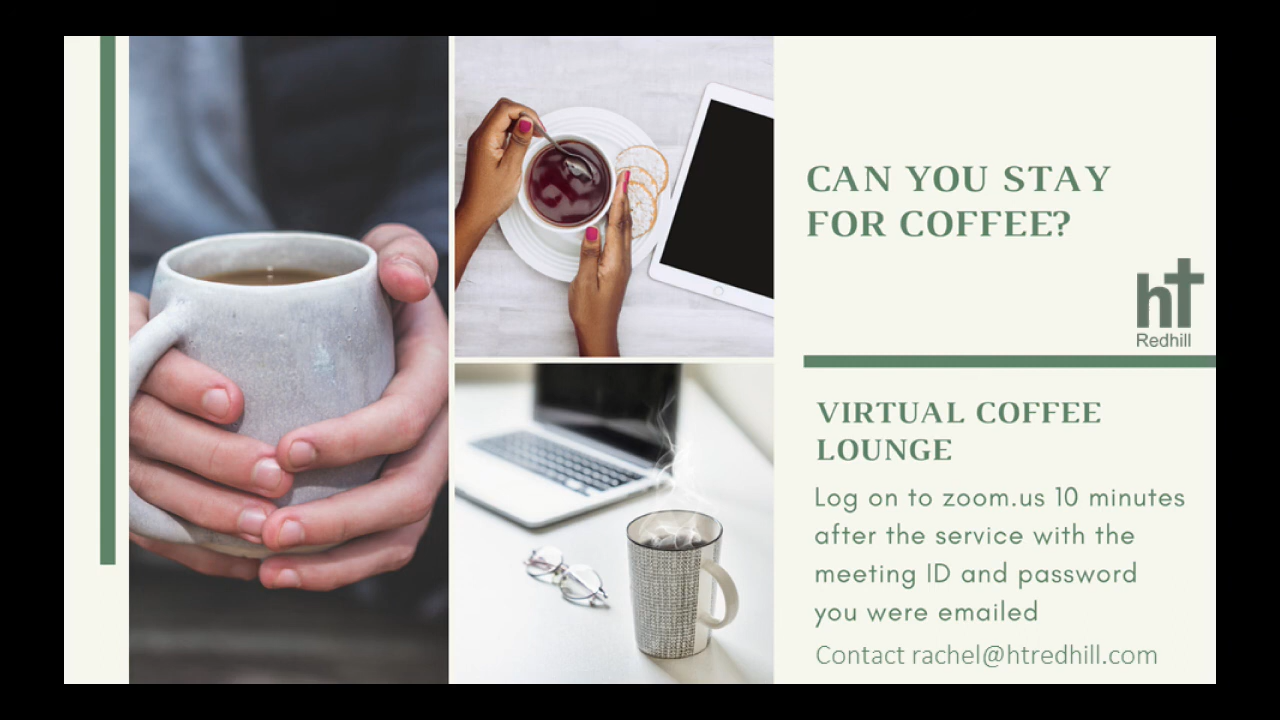 CAN YOU STAY
FOR COFFEE?
ht
Redhill
VIRTUAL COFFEE
LOUNGE
Log on to zoom.us 10 minutes
after the service with the
meeting ID and password
you were emailed
Contact rachel@htredhill.com